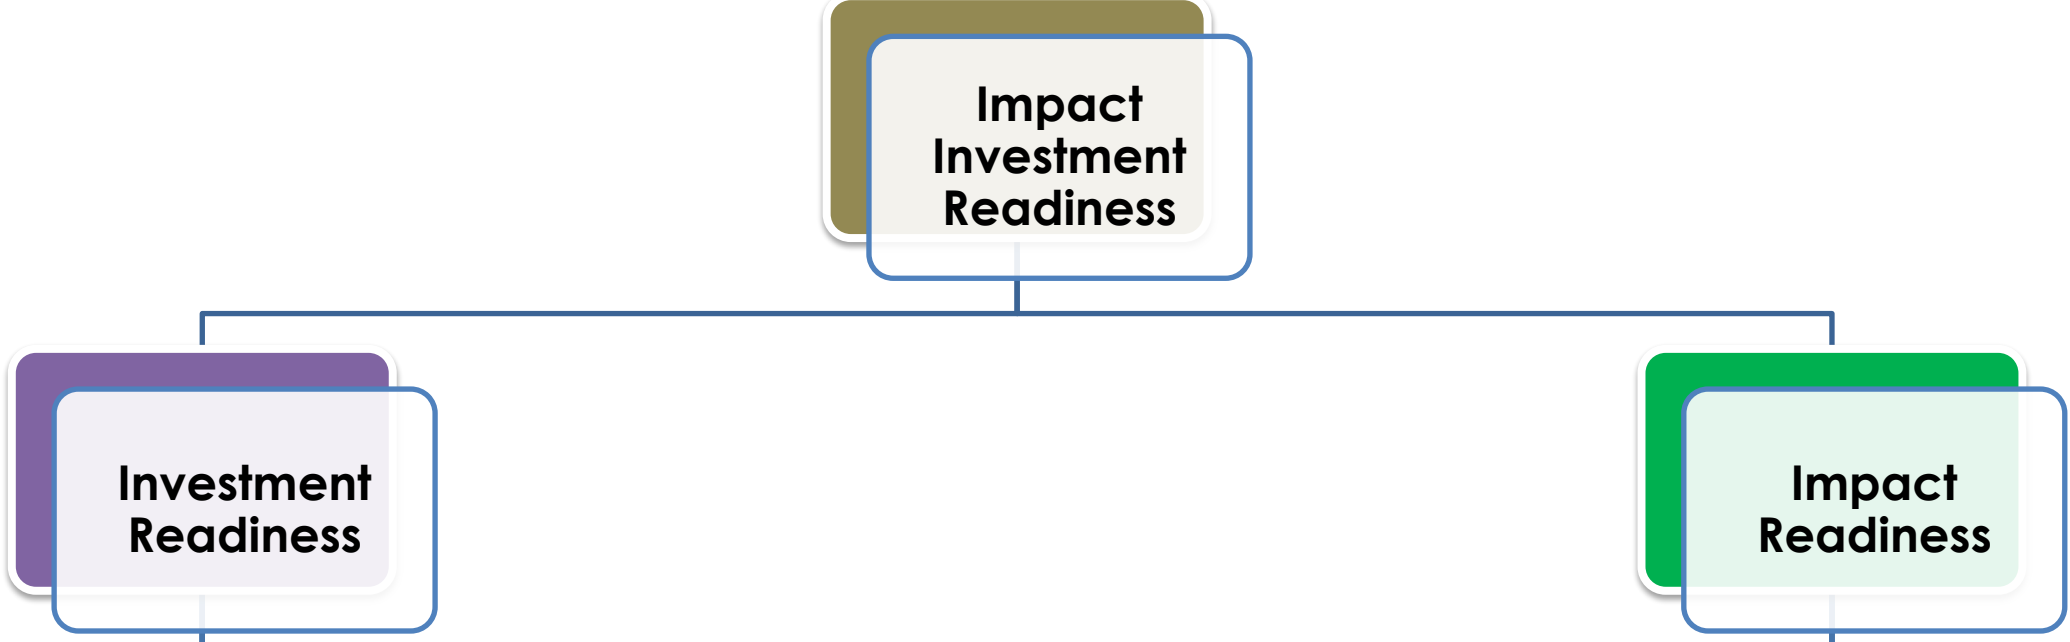 Impact
Investment
Readiness
Investment
Readiness
Impact
Readiness